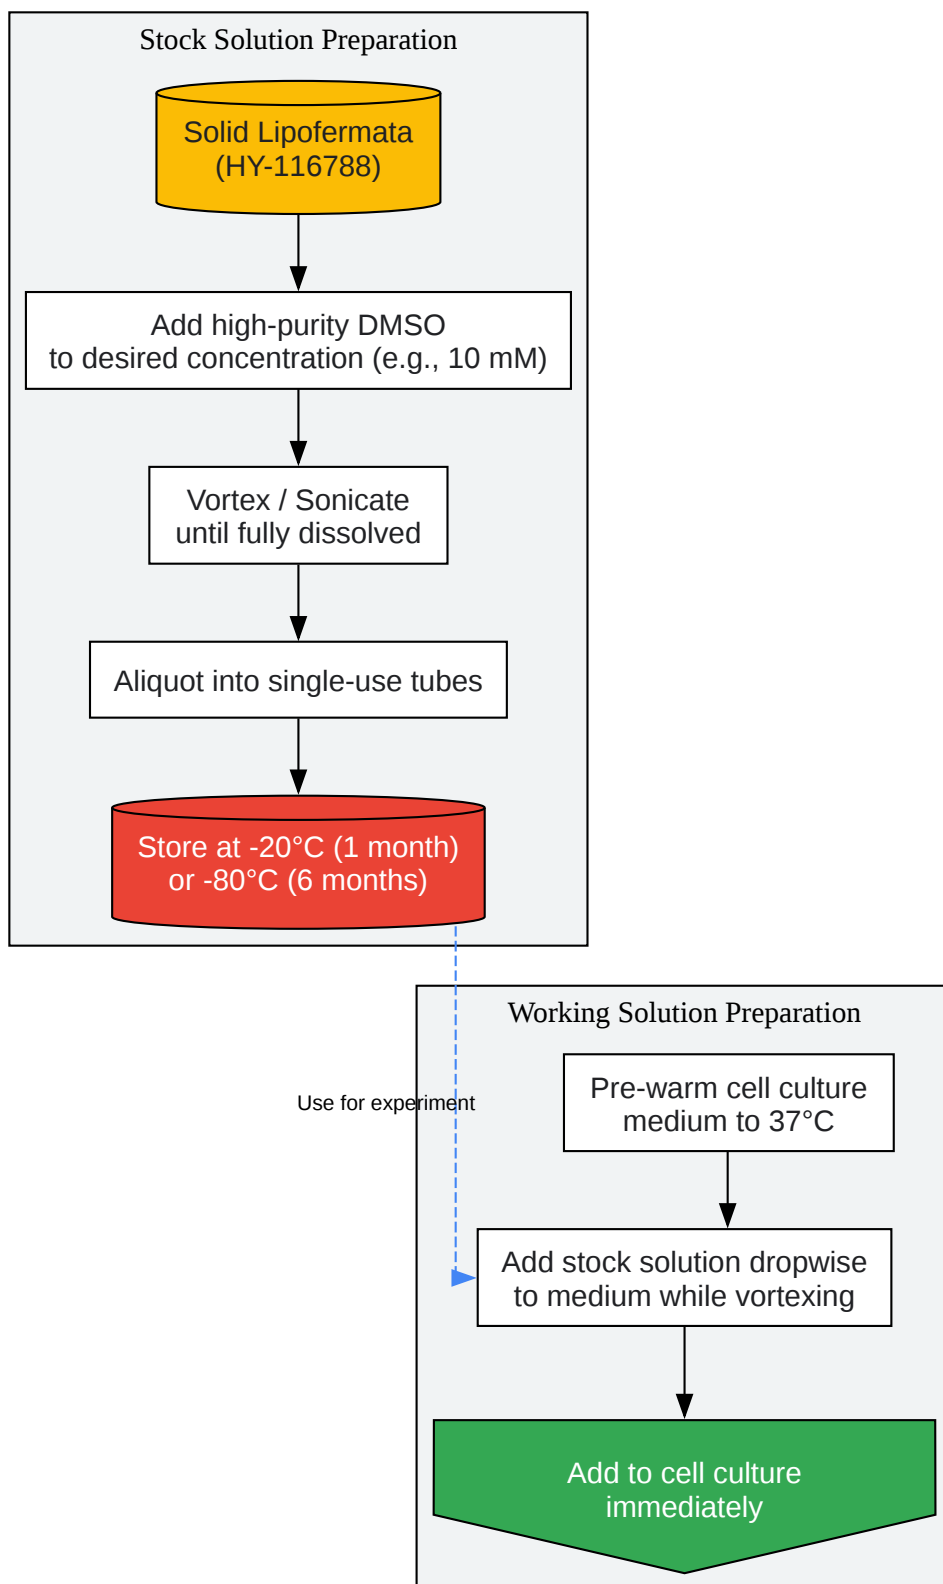 Stock Solution Preparation
Solid Lipofermata
(HY-116788)
Add high-purity DMSO
to desired concentration (e.g., 10 mM)
Vortex / Sonicate
until fully dissolved
Aliquot into single-use tubes
Store at -20°C (1 month)
or -80°C (6 months)
Use for experiment
Working Solution Preparation
Pre-warm cell culture
medium to 37°C
Add stock solution dropwise
to medium while vortexing
Add to cell culture
immediately